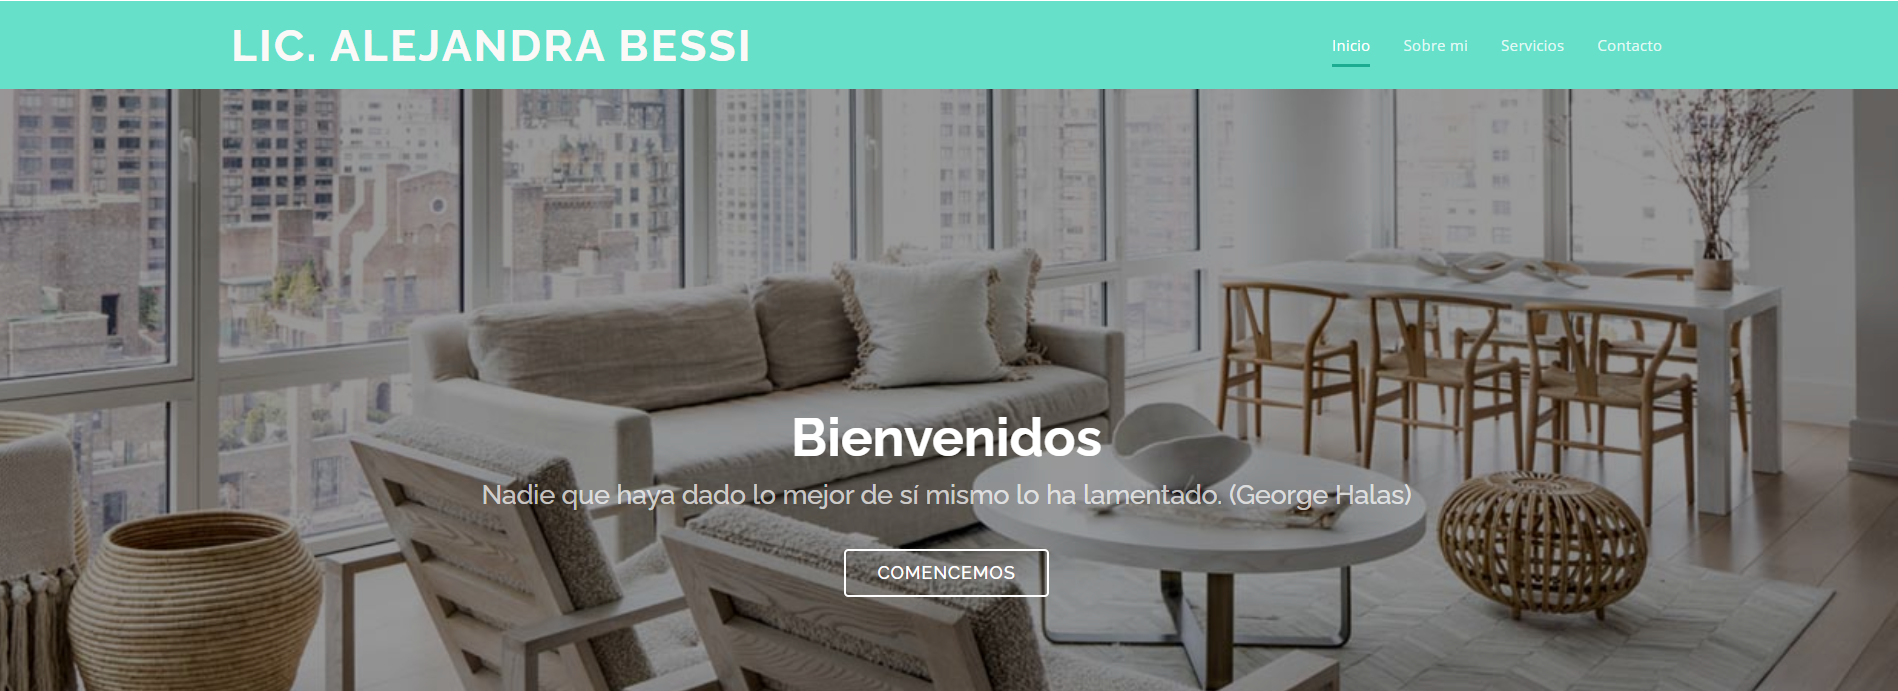 LIC. ALEJANDRA BESSI
Inicio
Sobre mi
Servicios
Contacto
Bienvenidos
Nadie que haya dado lo mejor de sí mismo lo ha lamentado. (George Halas)
COMENCEMOS